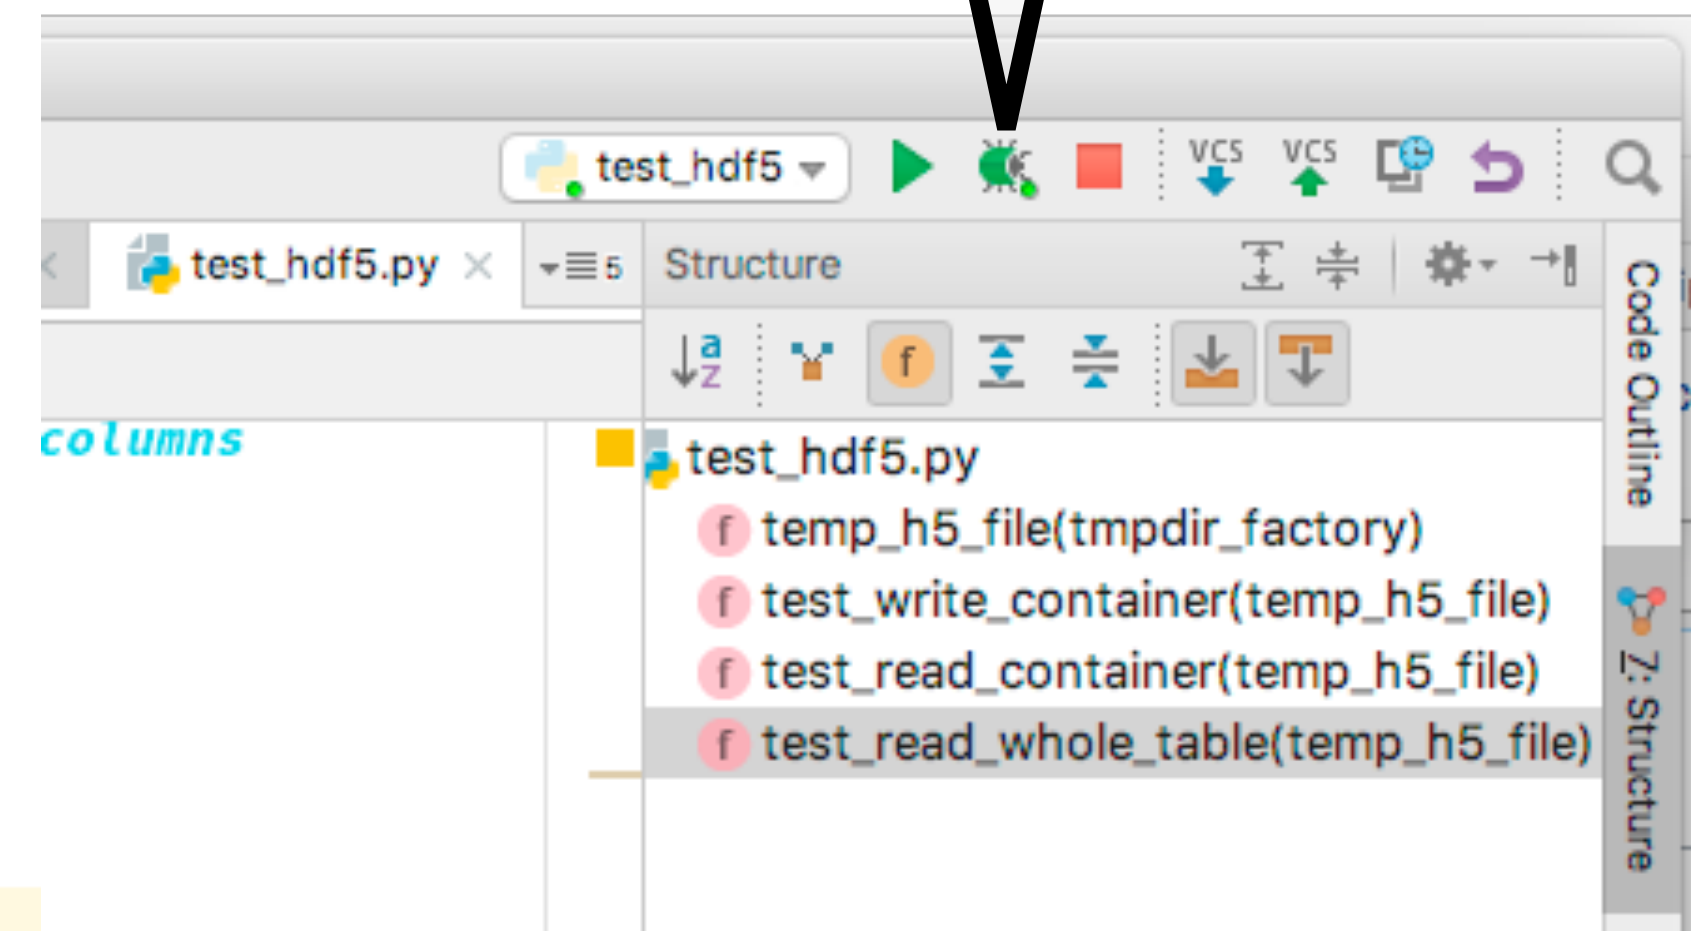 test_hdf5
VCS
VCS
test_hdf5.py
5
Structure
a
z
f
columns
test_hdf5.py
f temp_h5_file(tmpdir_factory)
f test_write_container(temp_h5_file)
f test_read_container(temp_h5_file)
f test_read_whole_table(temp_h5_file)
Code Outline
7: Structure